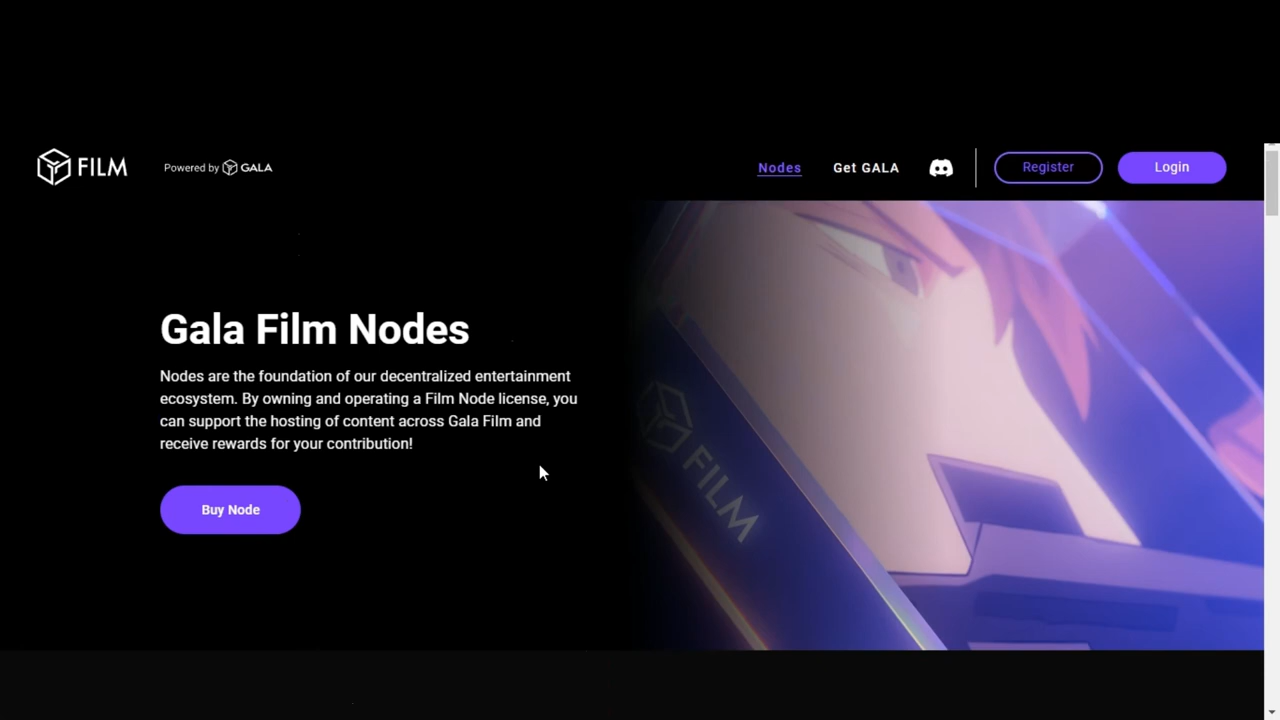 FILM
Powered by GALA
Nodes
Get GALA
Register
Login
Gala Film Nodes
Nodes are the foundation of our decentralized entertainment
ecosystem. By owning and operating a Film Node license, you
can support the hosting of content across Gala Film and
receive rewards for your contribution!
Buy Node
FILM